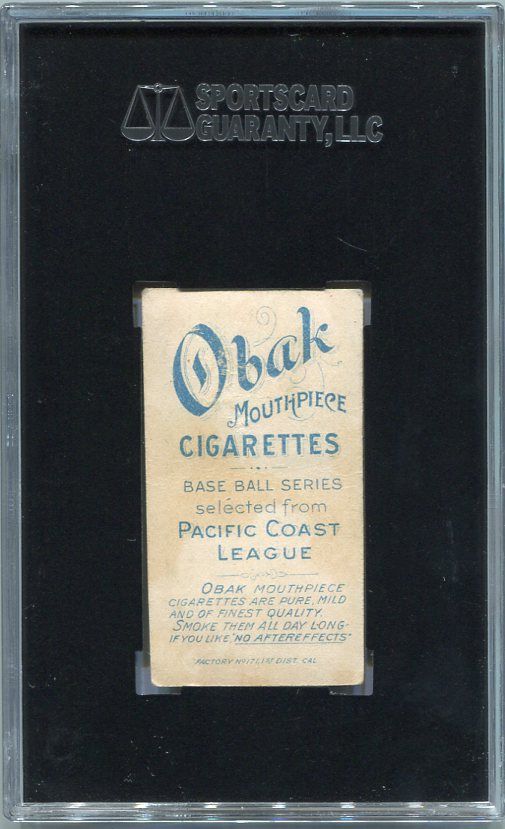 SPORTSCARD
GUARANTY, LLC
Obak
MOUTHPIECE
CIGARETTES
BASE BALL SERIES
selected from
PACIFIC COAST
LEAGUE
OBAK MOUTHPIECE
CIGARETTES ARE PURE, MILD
AND OF FINEST QUALITY.
SMOKE THEM ALL DAY LONG-
IF YOU LIKE "NO AFTEREFFECTS"
FACTORY Nº 171, 1ST DIST. CAL.